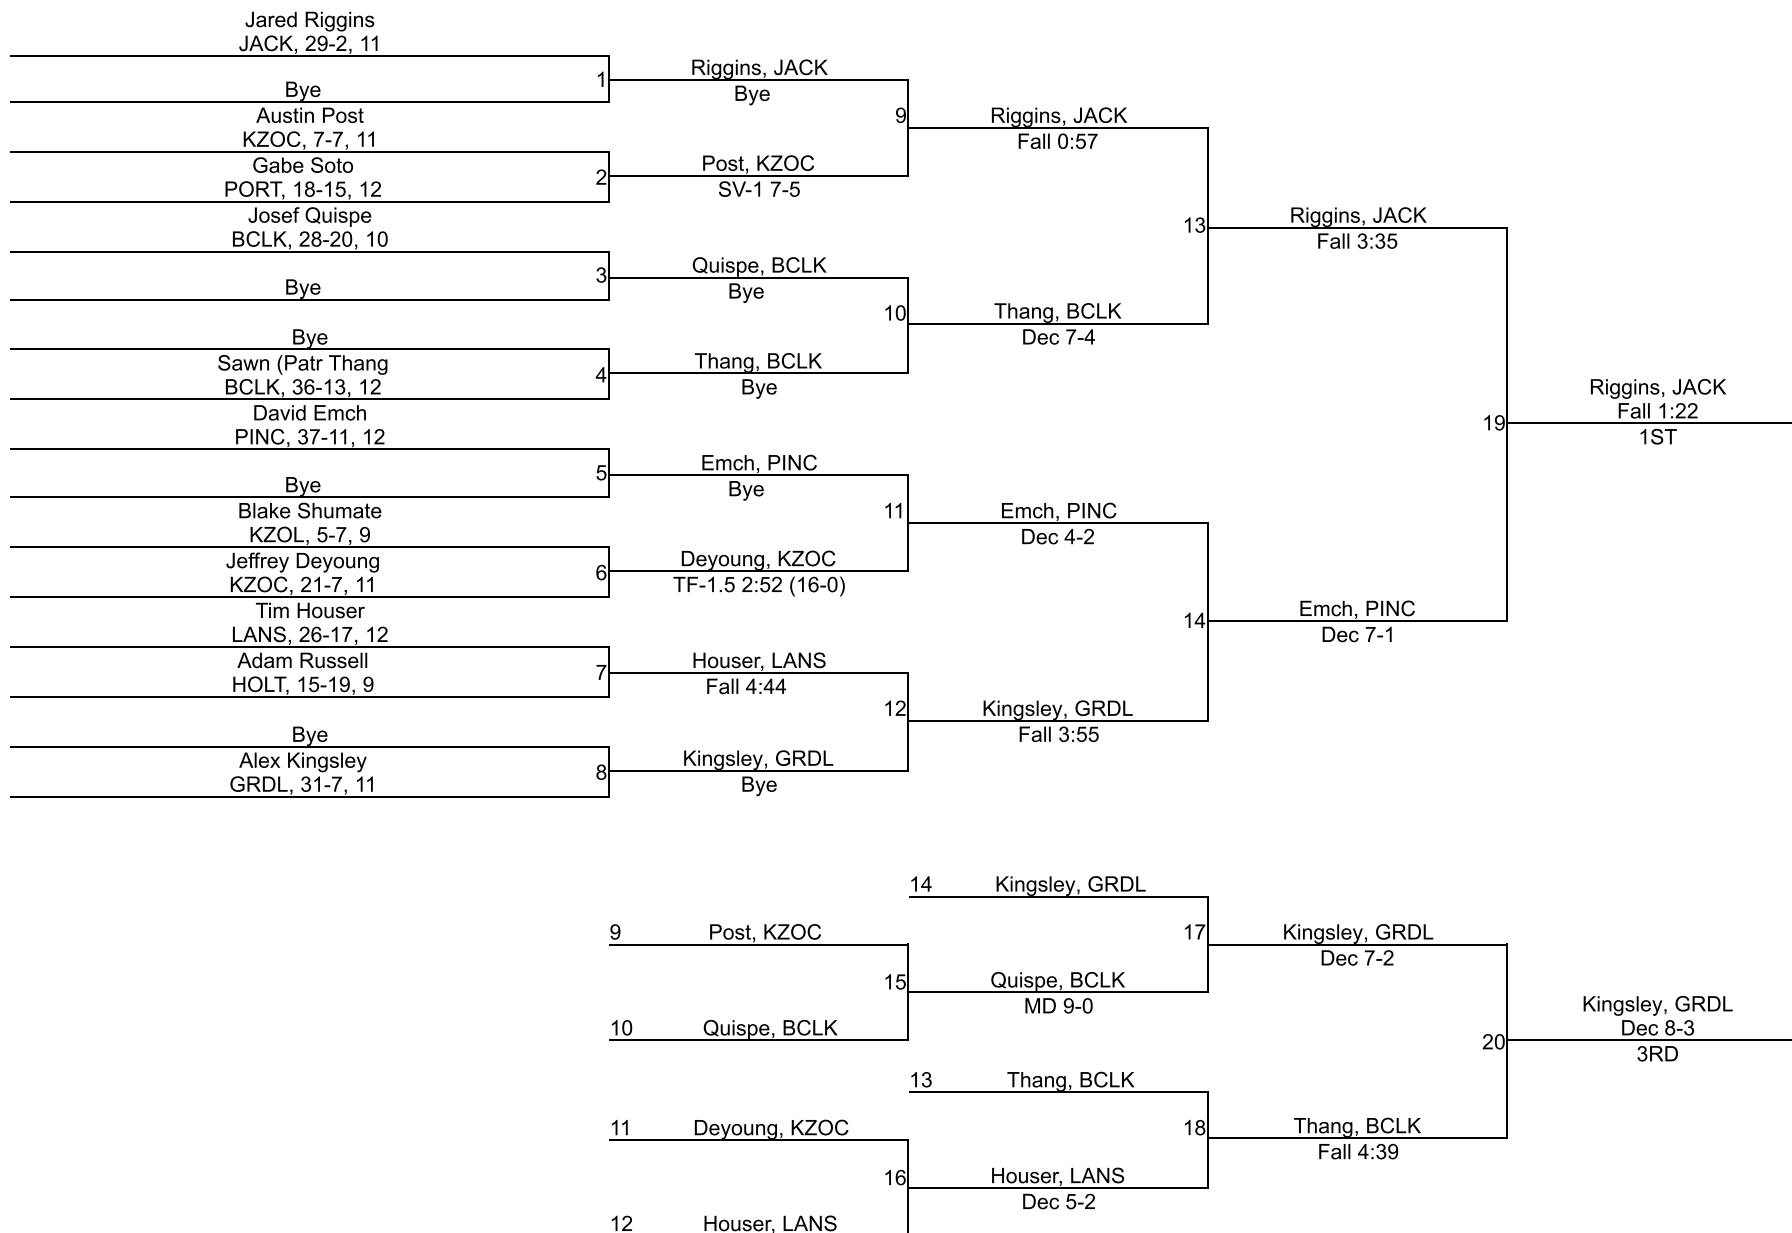 Jared Riggins
JACK, 29-2, 11
Bye
Austin Post
KZOC, 7-7, 11
Gabe Soto
PORT, 18-15, 12
Josef Quispe
BCLK, 28-20, 10
Bye
Bye
Sawn (Patr Thang
BCLK, 36-13, 12
David Emch
PINC, 37-11, 12
Bye
Blake Shumate
KZOL, 5-7, 9
Jeffrey Deyoung
KZOC, 21-7, 11
Tim Houser
LANS, 26-17, 12
Adam Russell
HOLT, 15-19, 9
Bye
Alex Kingsley
GRDL, 31-7, 11
1
Riggins, JACK
Bye
2
Post, KZOC
SV-1 7-5
3
Quispe, BCLK
Bye
4
Thang, BCLK
Bye
5
Emch, PINC
Bye
6
Deyoung, KZOC
TF-1.5 2:52 (16-0)
7
Houser, LANS
Fall 4:44
8
Kingsley, GRDL
Bye
9
Riggins, JACK
Fall 0:57
10
Thang, BCLK
Dec 7-4
11
Emch, PINC
Dec 4-2
12
Kingsley, GRDL
Fall 3:55
13
Riggins, JACK
Fall 3:35
14
Emch, PINC
Dec 7-1
19
Riggins, JACK
Fall 1:22
1ST
9
Post, KZOC
10
Quispe, BCLK
11
Deyoung, KZOC
12
Houser, LANS
14
Kingsley, GRDL
15
Quispe, BCLK
MD 9-0
13
Thang, BCLK
16
Houser, LANS
Dec 5-2
17
Kingsley, GRDL
Dec 7-2
18
Thang, BCLK
Fall 4:39
20
Kingsley, GRDL
Dec 8-3
3RD